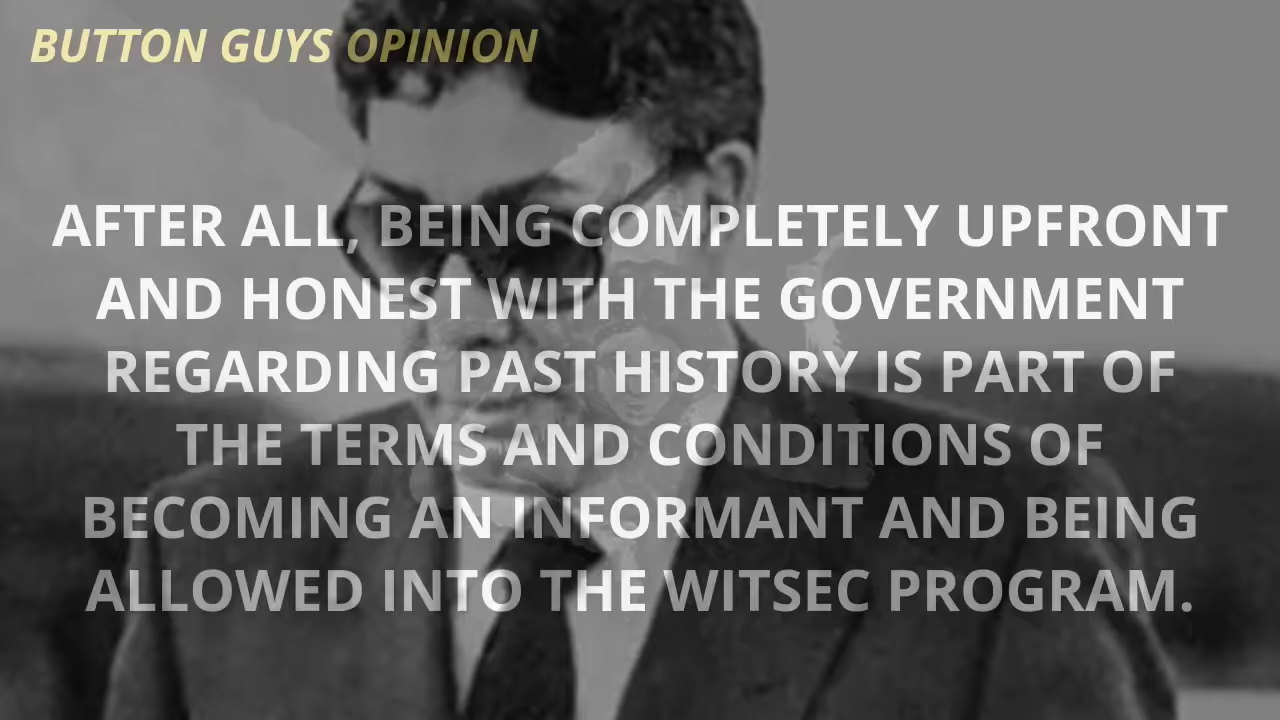 BUTTON GUYS OPINION
AFTER ALL, BEING COMPLETELY UPFRONT
AND HONEST WITH THE GOVERNMENT
REGARDING PAST HISTORY IS PART OF
THE TERMS AND CONDITIONS OF
BECOMING AN INFORMANT AND BEING
ALLOWED INTO THE WITSEC PROGRAM.